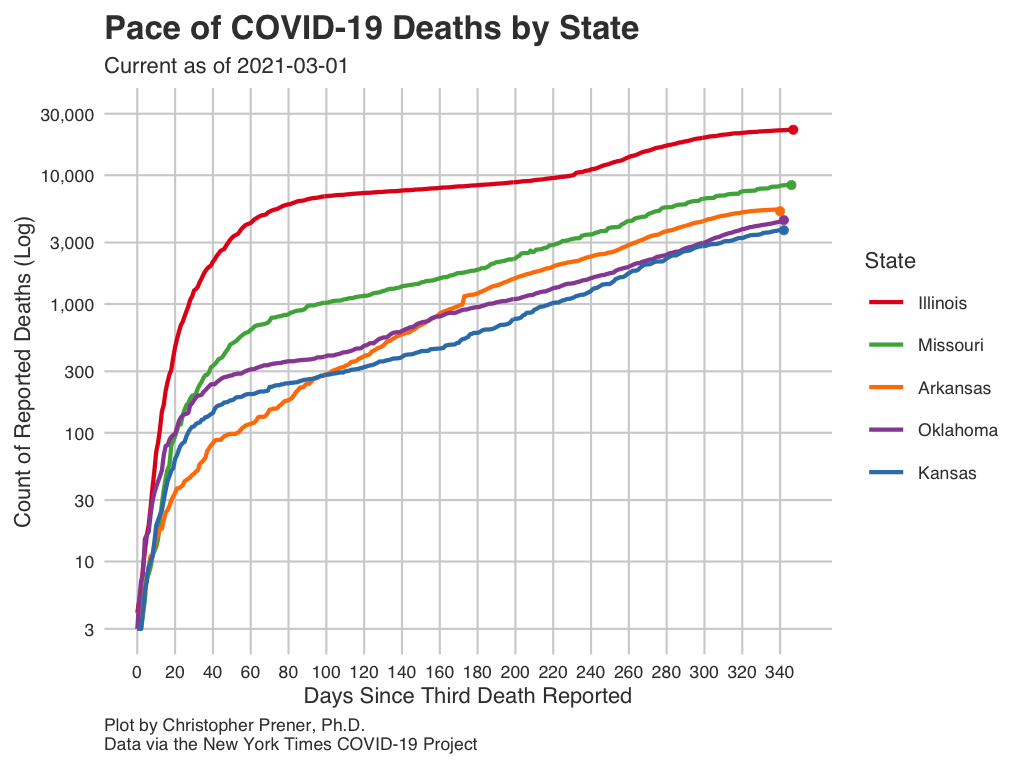 Pace of COVID-19 Deaths by State
Current as of 2021-03-01
30,000
10,000
3,000
1,000
300
100
30
10
3
Count of Reported Deaths (Log)
0 20 40 60 80 100 120 140 160 180 200 220 240 260 280 300 320 340
Days Since Third Death Reported
State
Illinois
Missouri
Arkansas
Oklahoma
Kansas
Plot by Christopher Prener, Ph.D.
Data via the New York Times COVID-19 Project